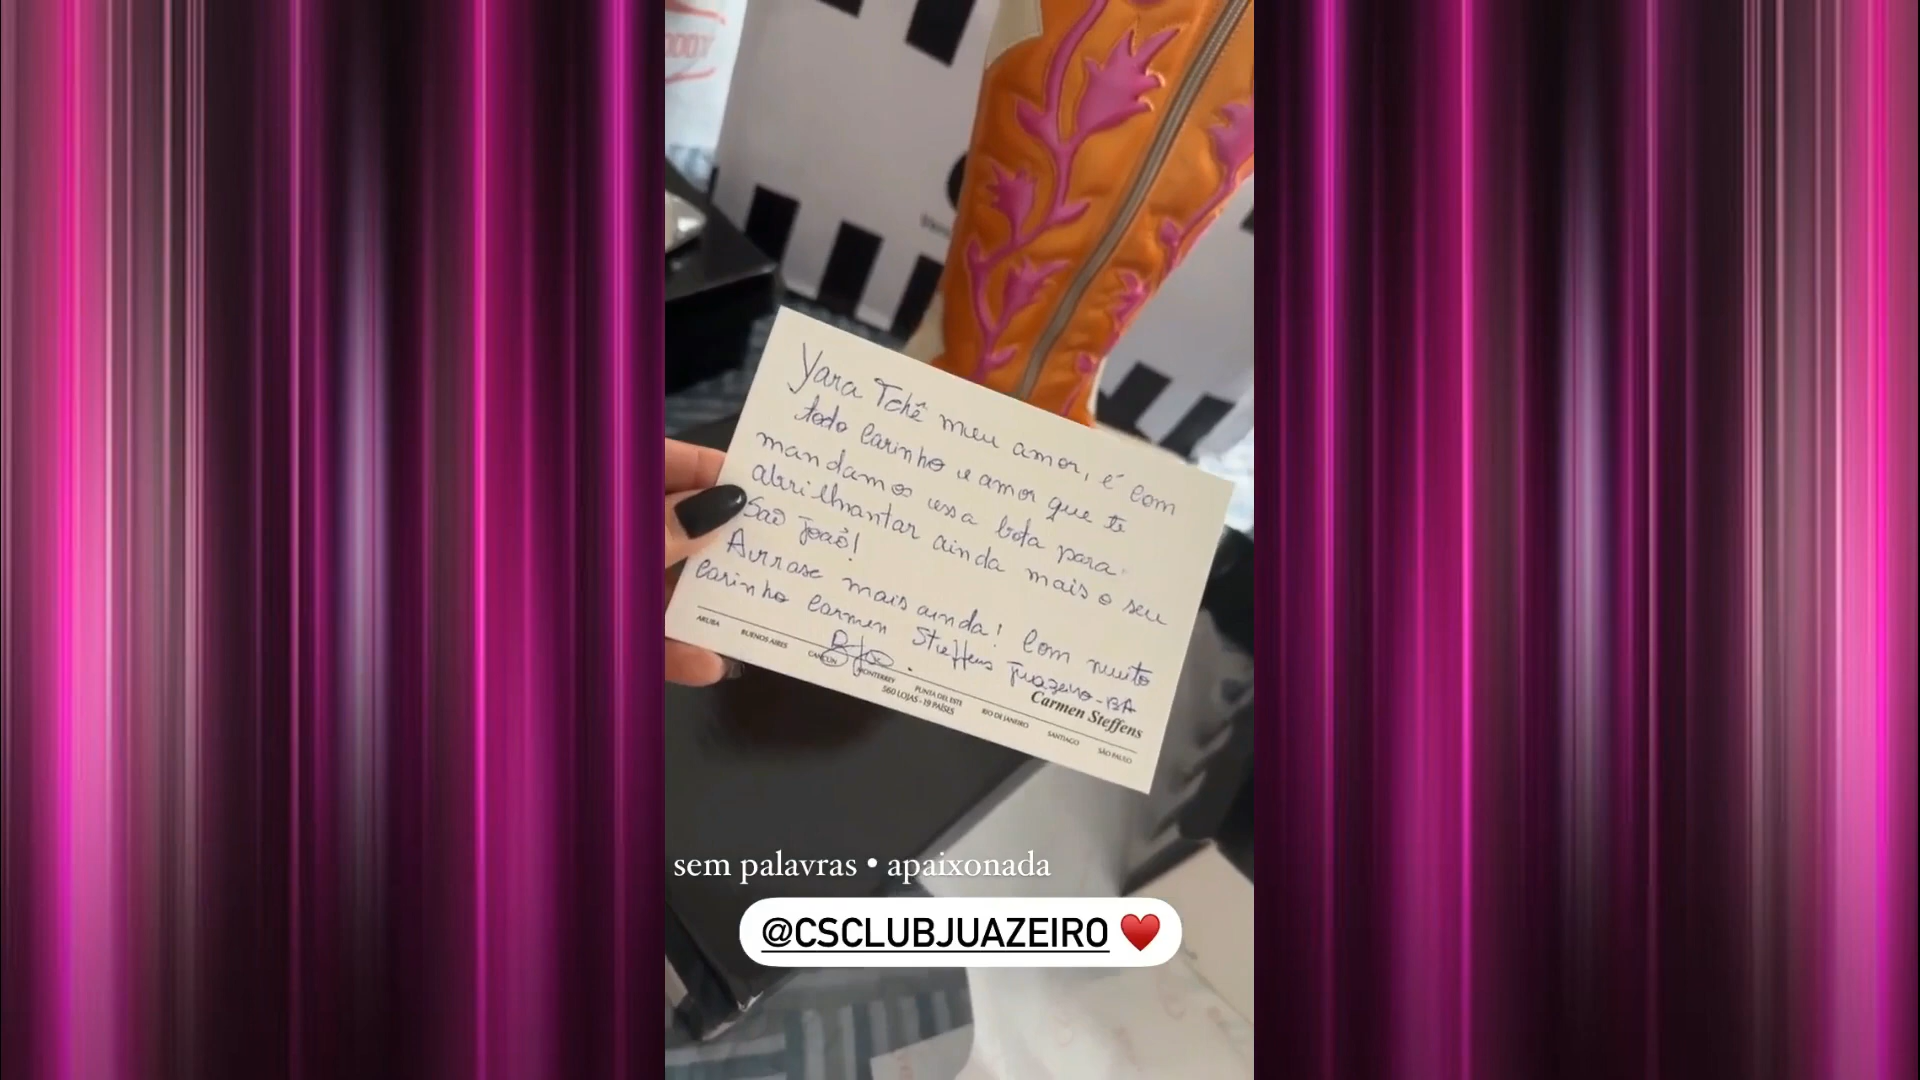 Yara Tchê meu amor, é com
todo carinho e amor que te
mandamos essa bota para
abrilhantar ainda mais o seu
São João!
Arrase mais ainda! Com muito
carinho Carmen Steffens Juazeiro-BA
Bjo
Carmen Steffens
ARUBA BUENOS AIRES CANCÚN MONTERREY PUNTA DEL ESTE RIO DE JANEIRO SANTIAGO SÃO PAULO
560 LOJAS - 19 PAÍSES
sem palavras • apaixonada
@CSCLUBJUAZEIRO ♥